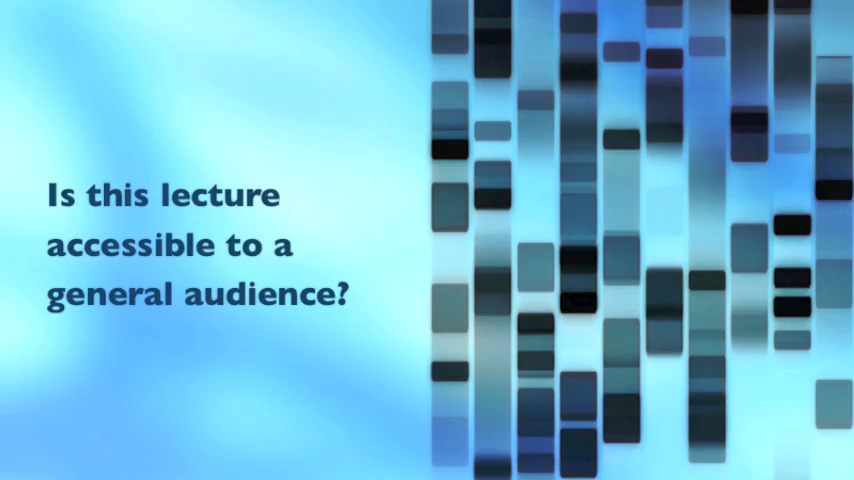 Is this lecture
accessible to a
general audience?